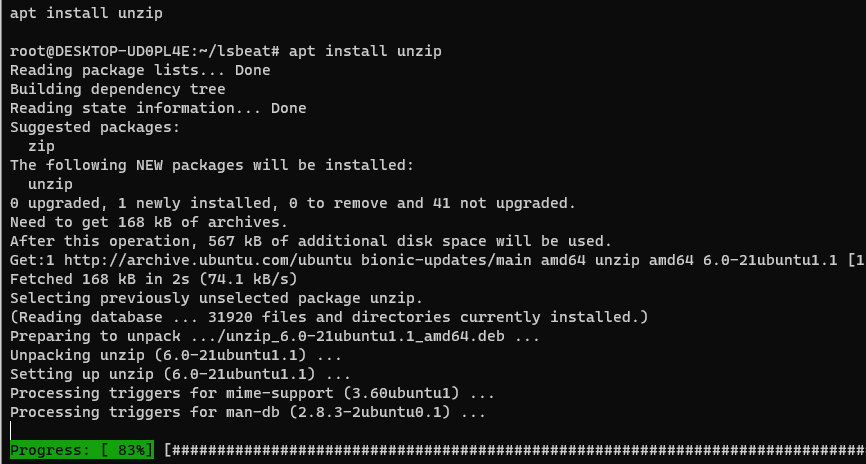 apt install unzip
root@DESKTOP-UD0PL4E:~/lsbeat# apt install unzip
Reading package lists... Done
Building dependency tree
Reading state information... Done
Suggested packages:
  zip
The following NEW packages will be installed:
  unzip
0 upgraded, 1 newly installed, 0 to remove and 41 not upgraded.
Need to get 168 kB of archives.
After this operation, 567 kB of additional disk space will be used.
Get:1 http://archive.ubuntu.com/ubuntu bionic-updates/main amd64 unzip amd64 6.0-21ubuntu1.1 [1
Fetched 168 kB in 2s (74.1 kB/s)
Selecting previously unselected package unzip.
(Reading database ... 31920 files and directories currently installed.)
Preparing to unpack .../unzip_6.0-21ubuntu1.1_amd64.deb ...
Unpacking unzip (6.0-21ubuntu1.1) ...
Setting up unzip (6.0-21ubuntu1.1) ...
Processing triggers for mime-support (3.60ubuntu1) ...
Processing triggers for man-db (2.8.3-2ubuntu0.1) ...
Progress: [ 83%] [#############################################################################